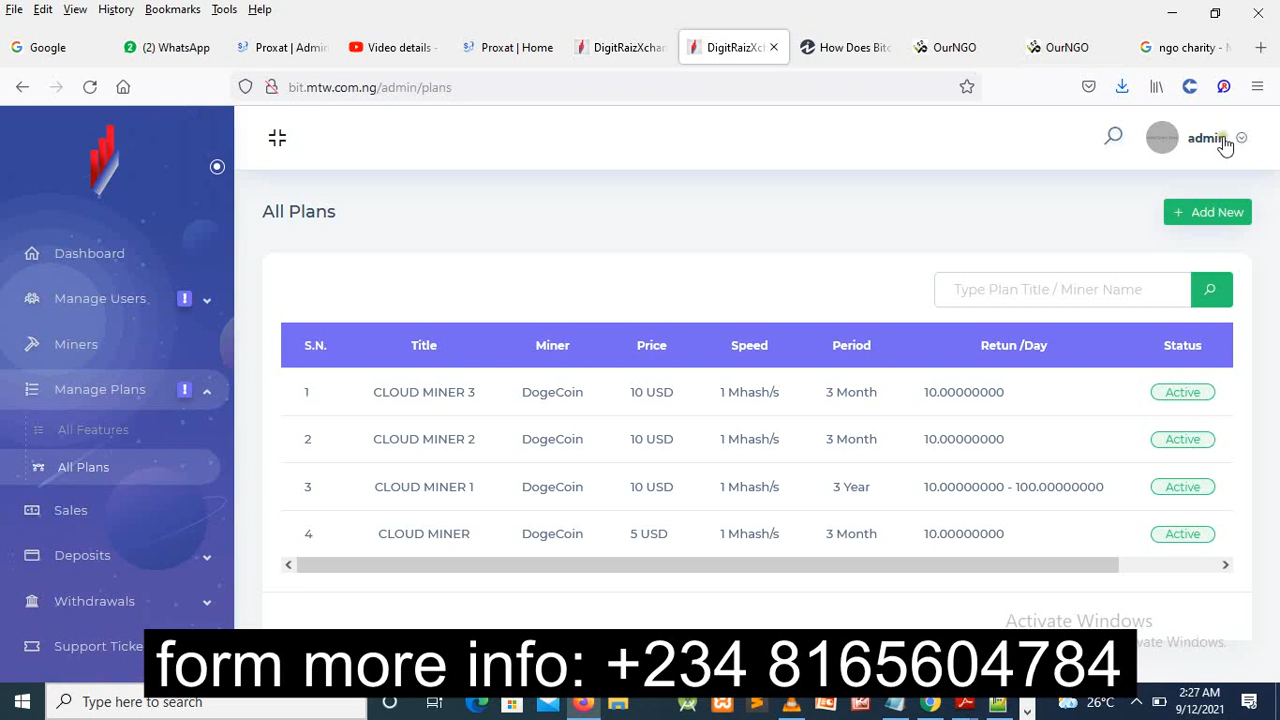 File Edit View History Bookmarks Tools Help
Google (2) WhatsApp Proxat | Admi Video details - Proxat | Home DigitRaizXchan DigitRaizXch How Does Bitc OurNGO OurNGO ngo charity - N
bit.mtw.com.ng/admin/plans
admin
All Plans
+ Add New
Dashboard
Manage Users
Miners
Manage Plans
All Features
All Plans
Sales
Deposits
Withdrawals
Support Ticke
Type Plan Title / Miner Name
S.N. Title Miner Price Speed Period Retun /Day Status
1 CLOUD MINER 3 DogeCoin 10 USD 1 Mhash/s 3 Month 10.00000000 Active
2 CLOUD MINER 2 DogeCoin 10 USD 1 Mhash/s 3 Month 10.00000000 Active
3 CLOUD MINER 1 DogeCoin 10 USD 1 Mhash/s 3 Year 10.00000000 - 100.00000000 Active
4 CLOUD MINER DogeCoin 5 USD 1 Mhash/s 3 Month 10.00000000 Active
Activate Windows
vate Windows.
form more info: +234 8165604784
Type here to search
26°C
2:27 AM
9/12/2021